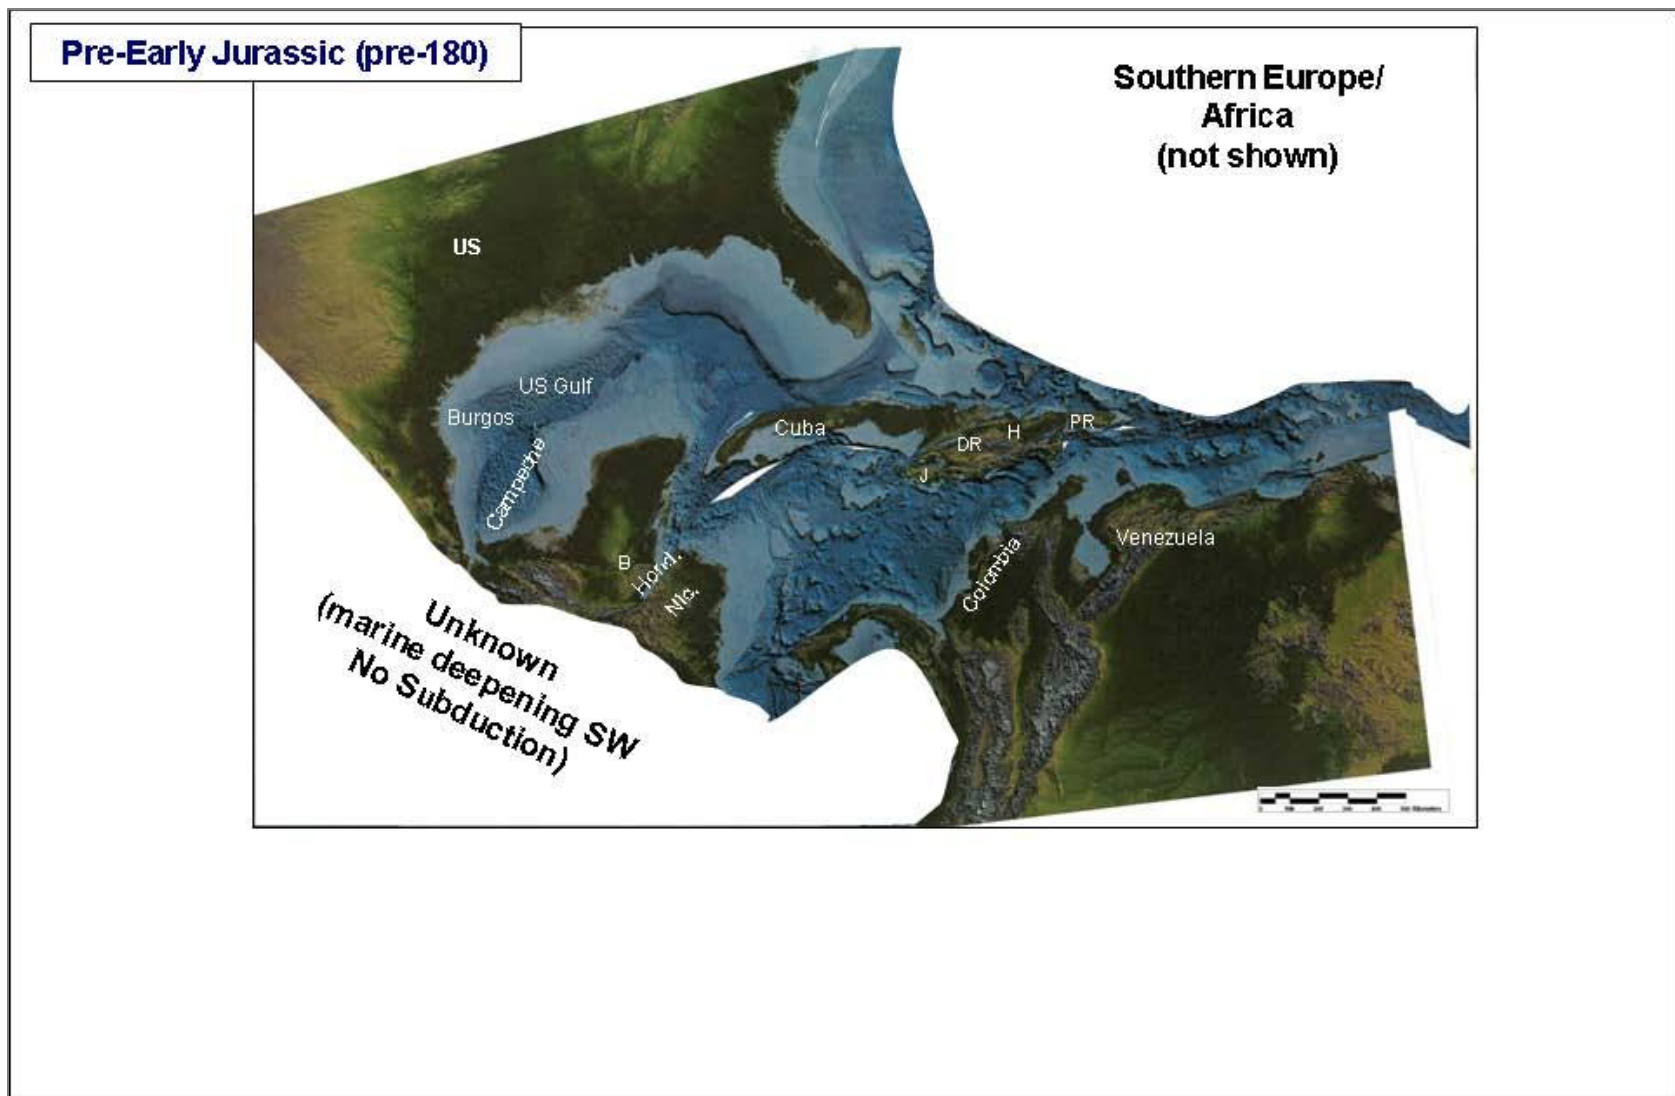 Pre-Early Jurassic (pre-180)
Southern Europe/
Africa
(not shown)
US
US Gulf
Burgos
Campeche
Cuba
DR
H
PR
J
B
Hond.
Nic.
Colombia
Venezuela
Unknown
(marine deepening SW
No Subduction)